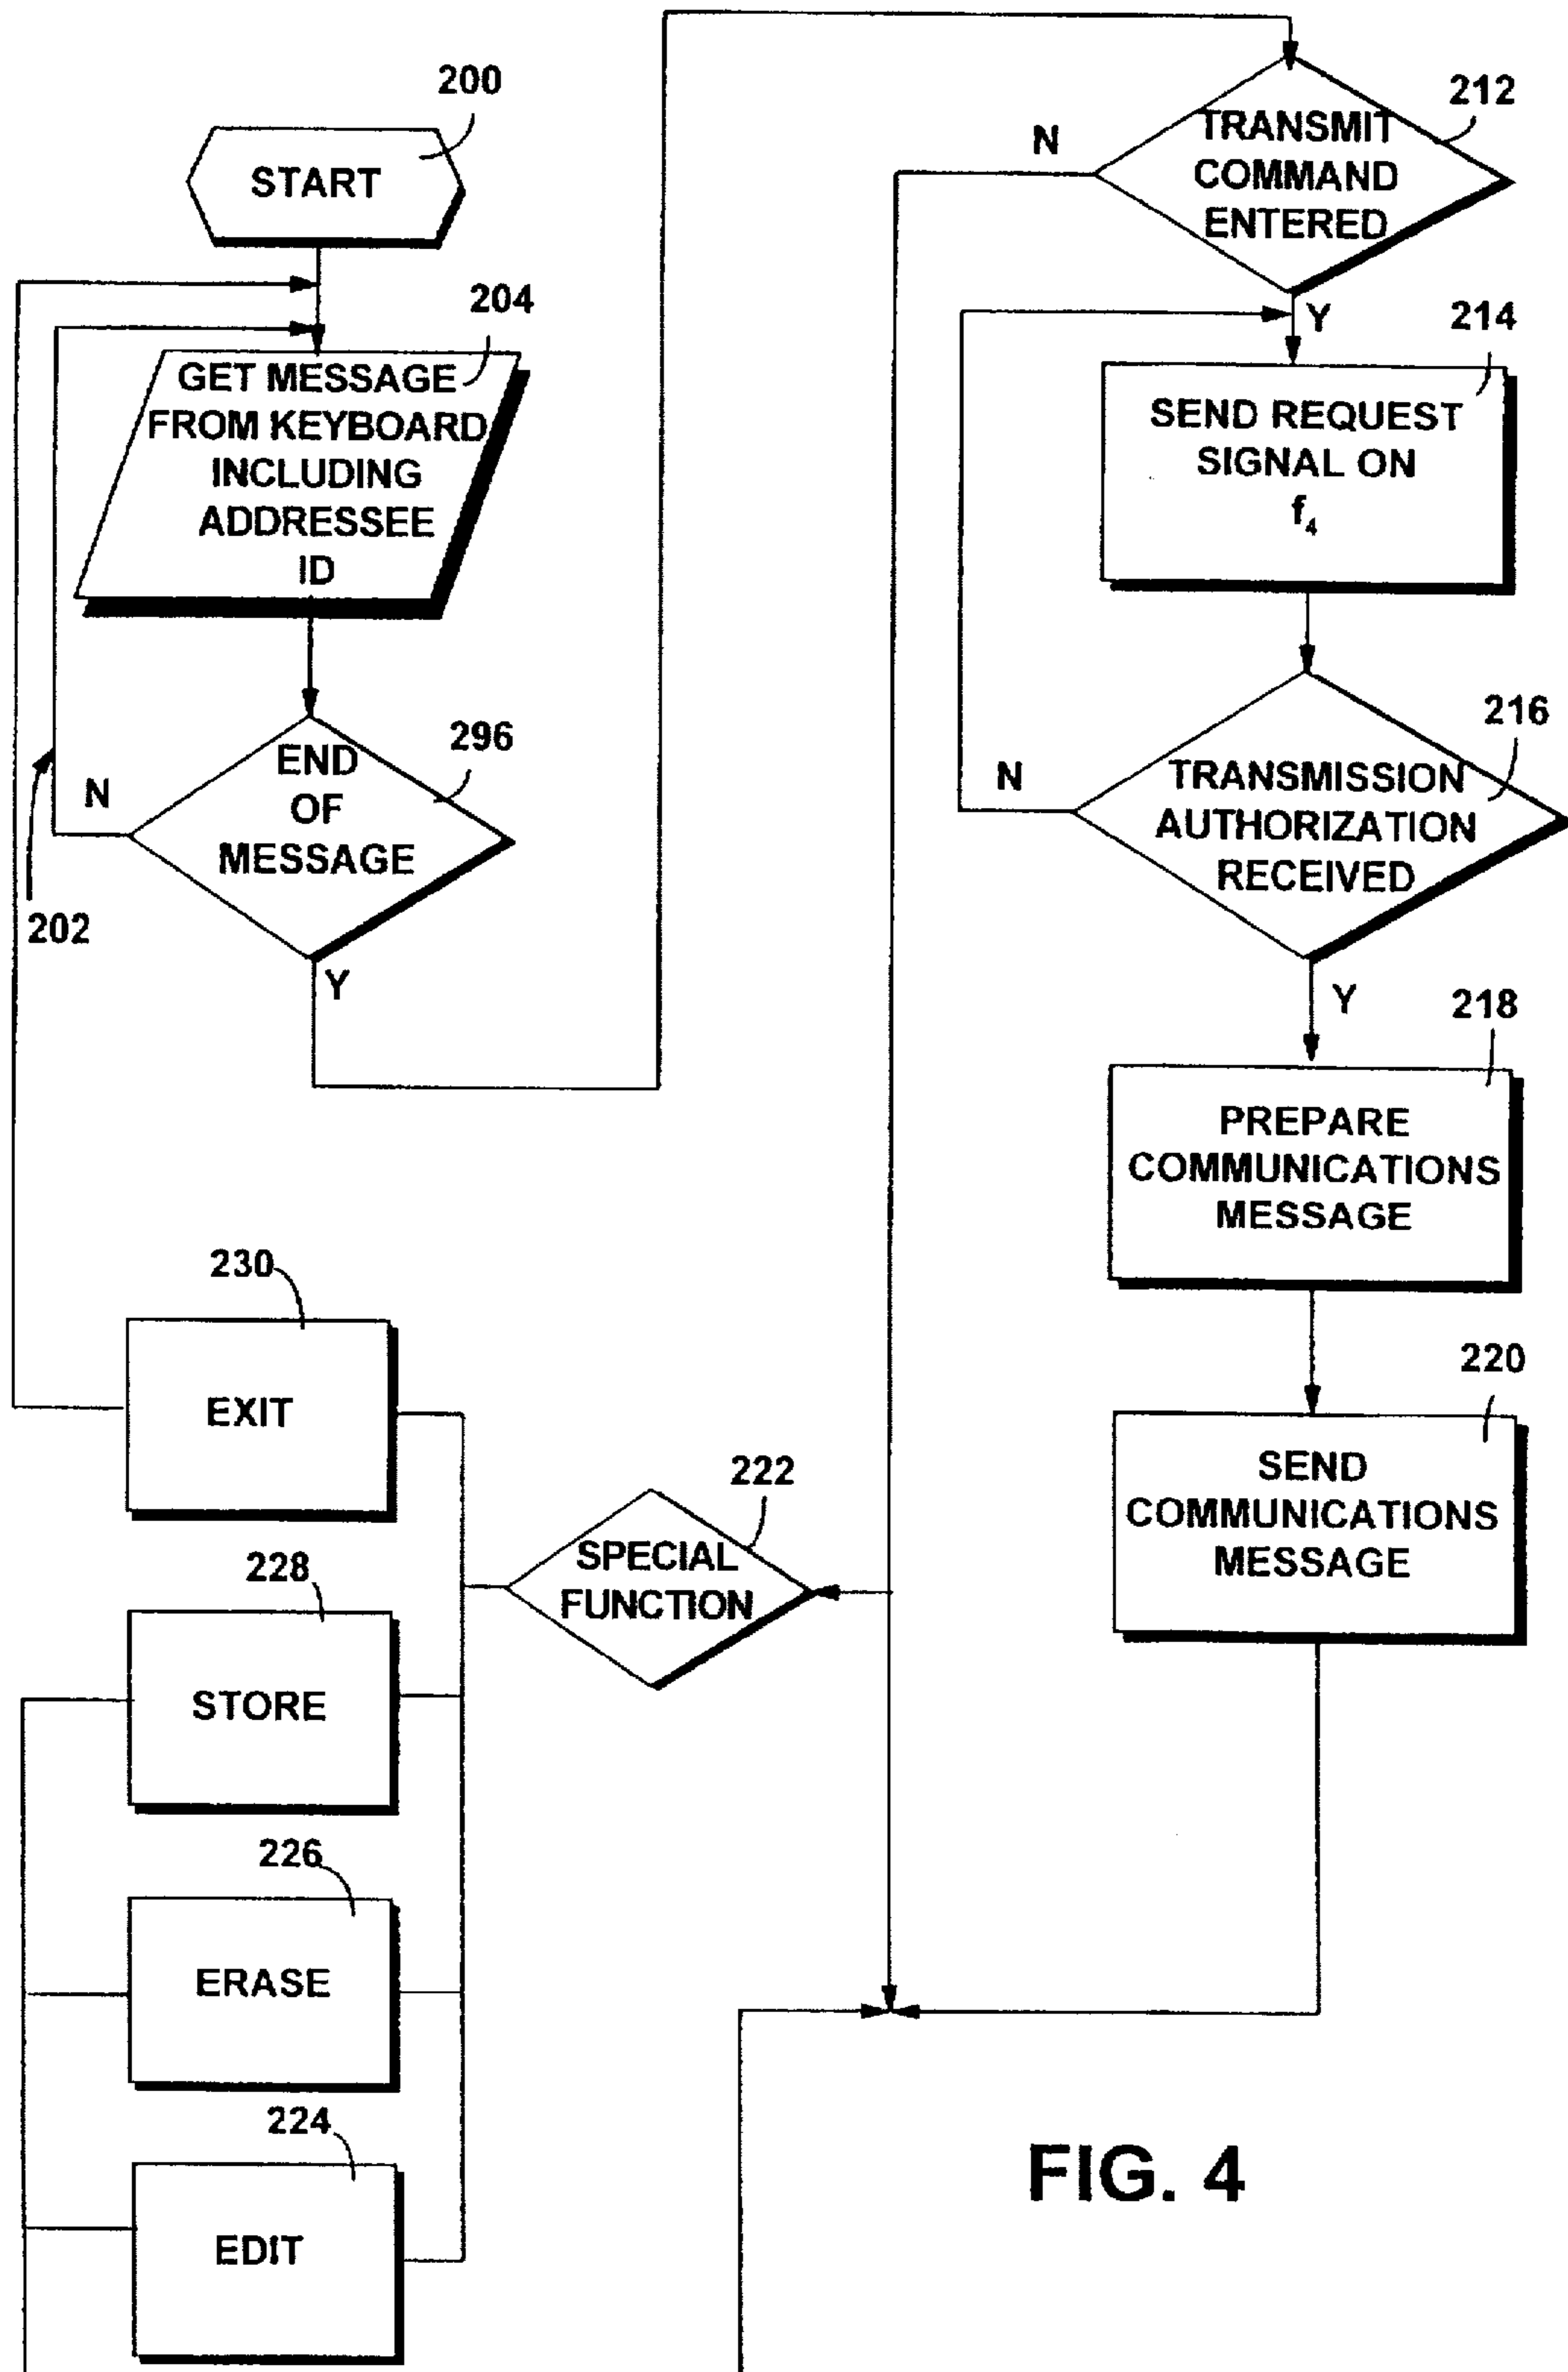 200
START
204
GET MESSAGE
FROM KEYBOARD
INCLUDING
ADDRESSEE
ID
296
END
OF
MESSAGE
N
202
Y
212
TRANSMIT
COMMAND
ENTERED
N
Y
214
SEND REQUEST
SIGNAL ON
f₄
216
TRANSMISSION
AUTHORIZATION
RECEIVED
N
Y
218
PREPARE
COMMUNICATIONS
MESSAGE
220
SEND
COMMUNICATIONS
MESSAGE
222
SPECIAL
FUNCTION
230
EXIT
228
STORE
226
ERASE
224
EDIT
FIG. 4